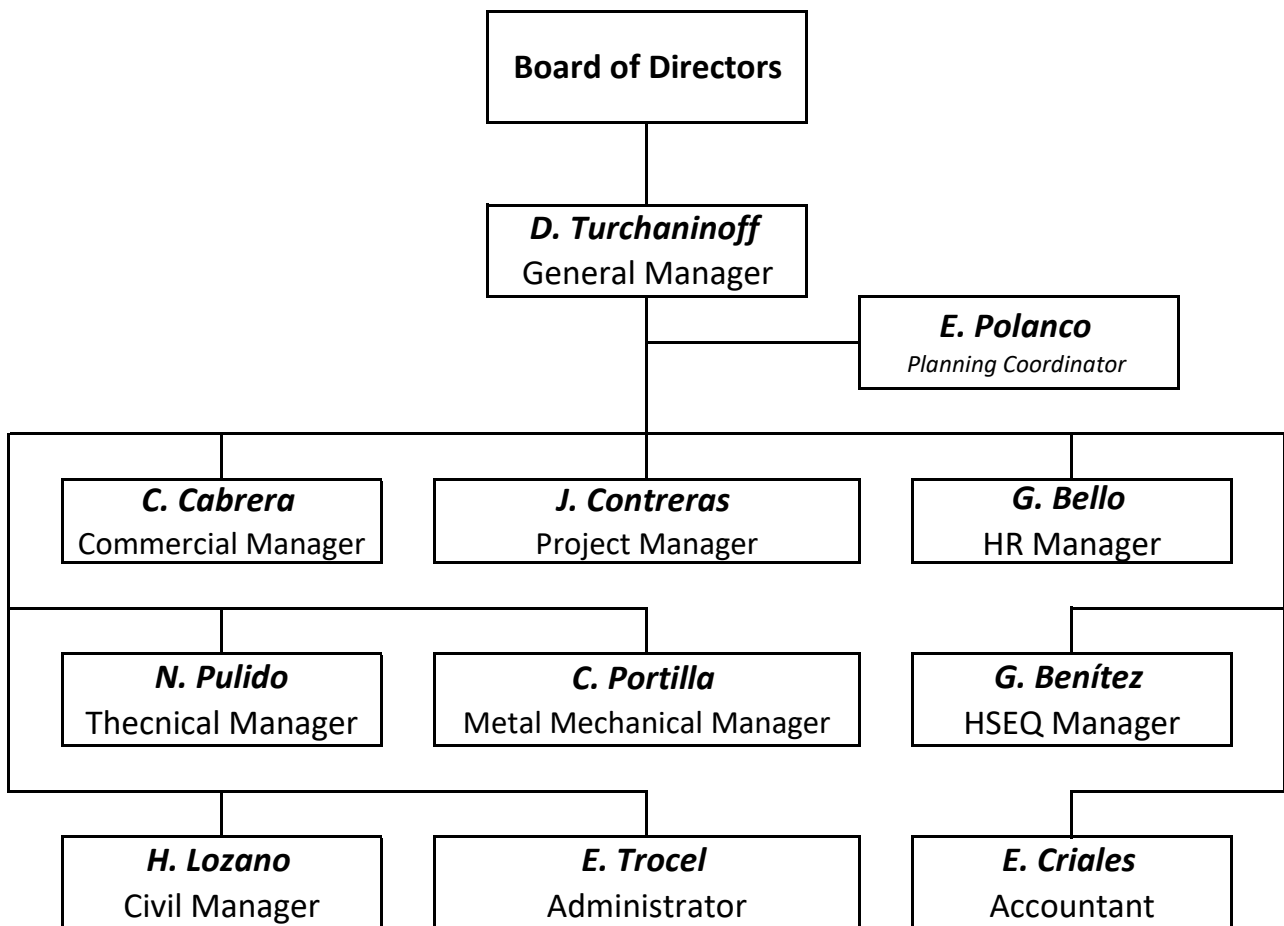 Board of Directors
D. Turchaninoff
General Manager
E. Polanco
Planning Coordinator
C. Cabrera
Commercial Manager
J. Contreras
Project Manager
G. Bello
HR Manager
N. Pulido
Thecnical Manager
C. Portilla
Metal Mechanical Manager
G. Benítez
HSEQ Manager
H. Lozano
Civil Manager
E. Trocel
Administrator
E. Criales
Accountant